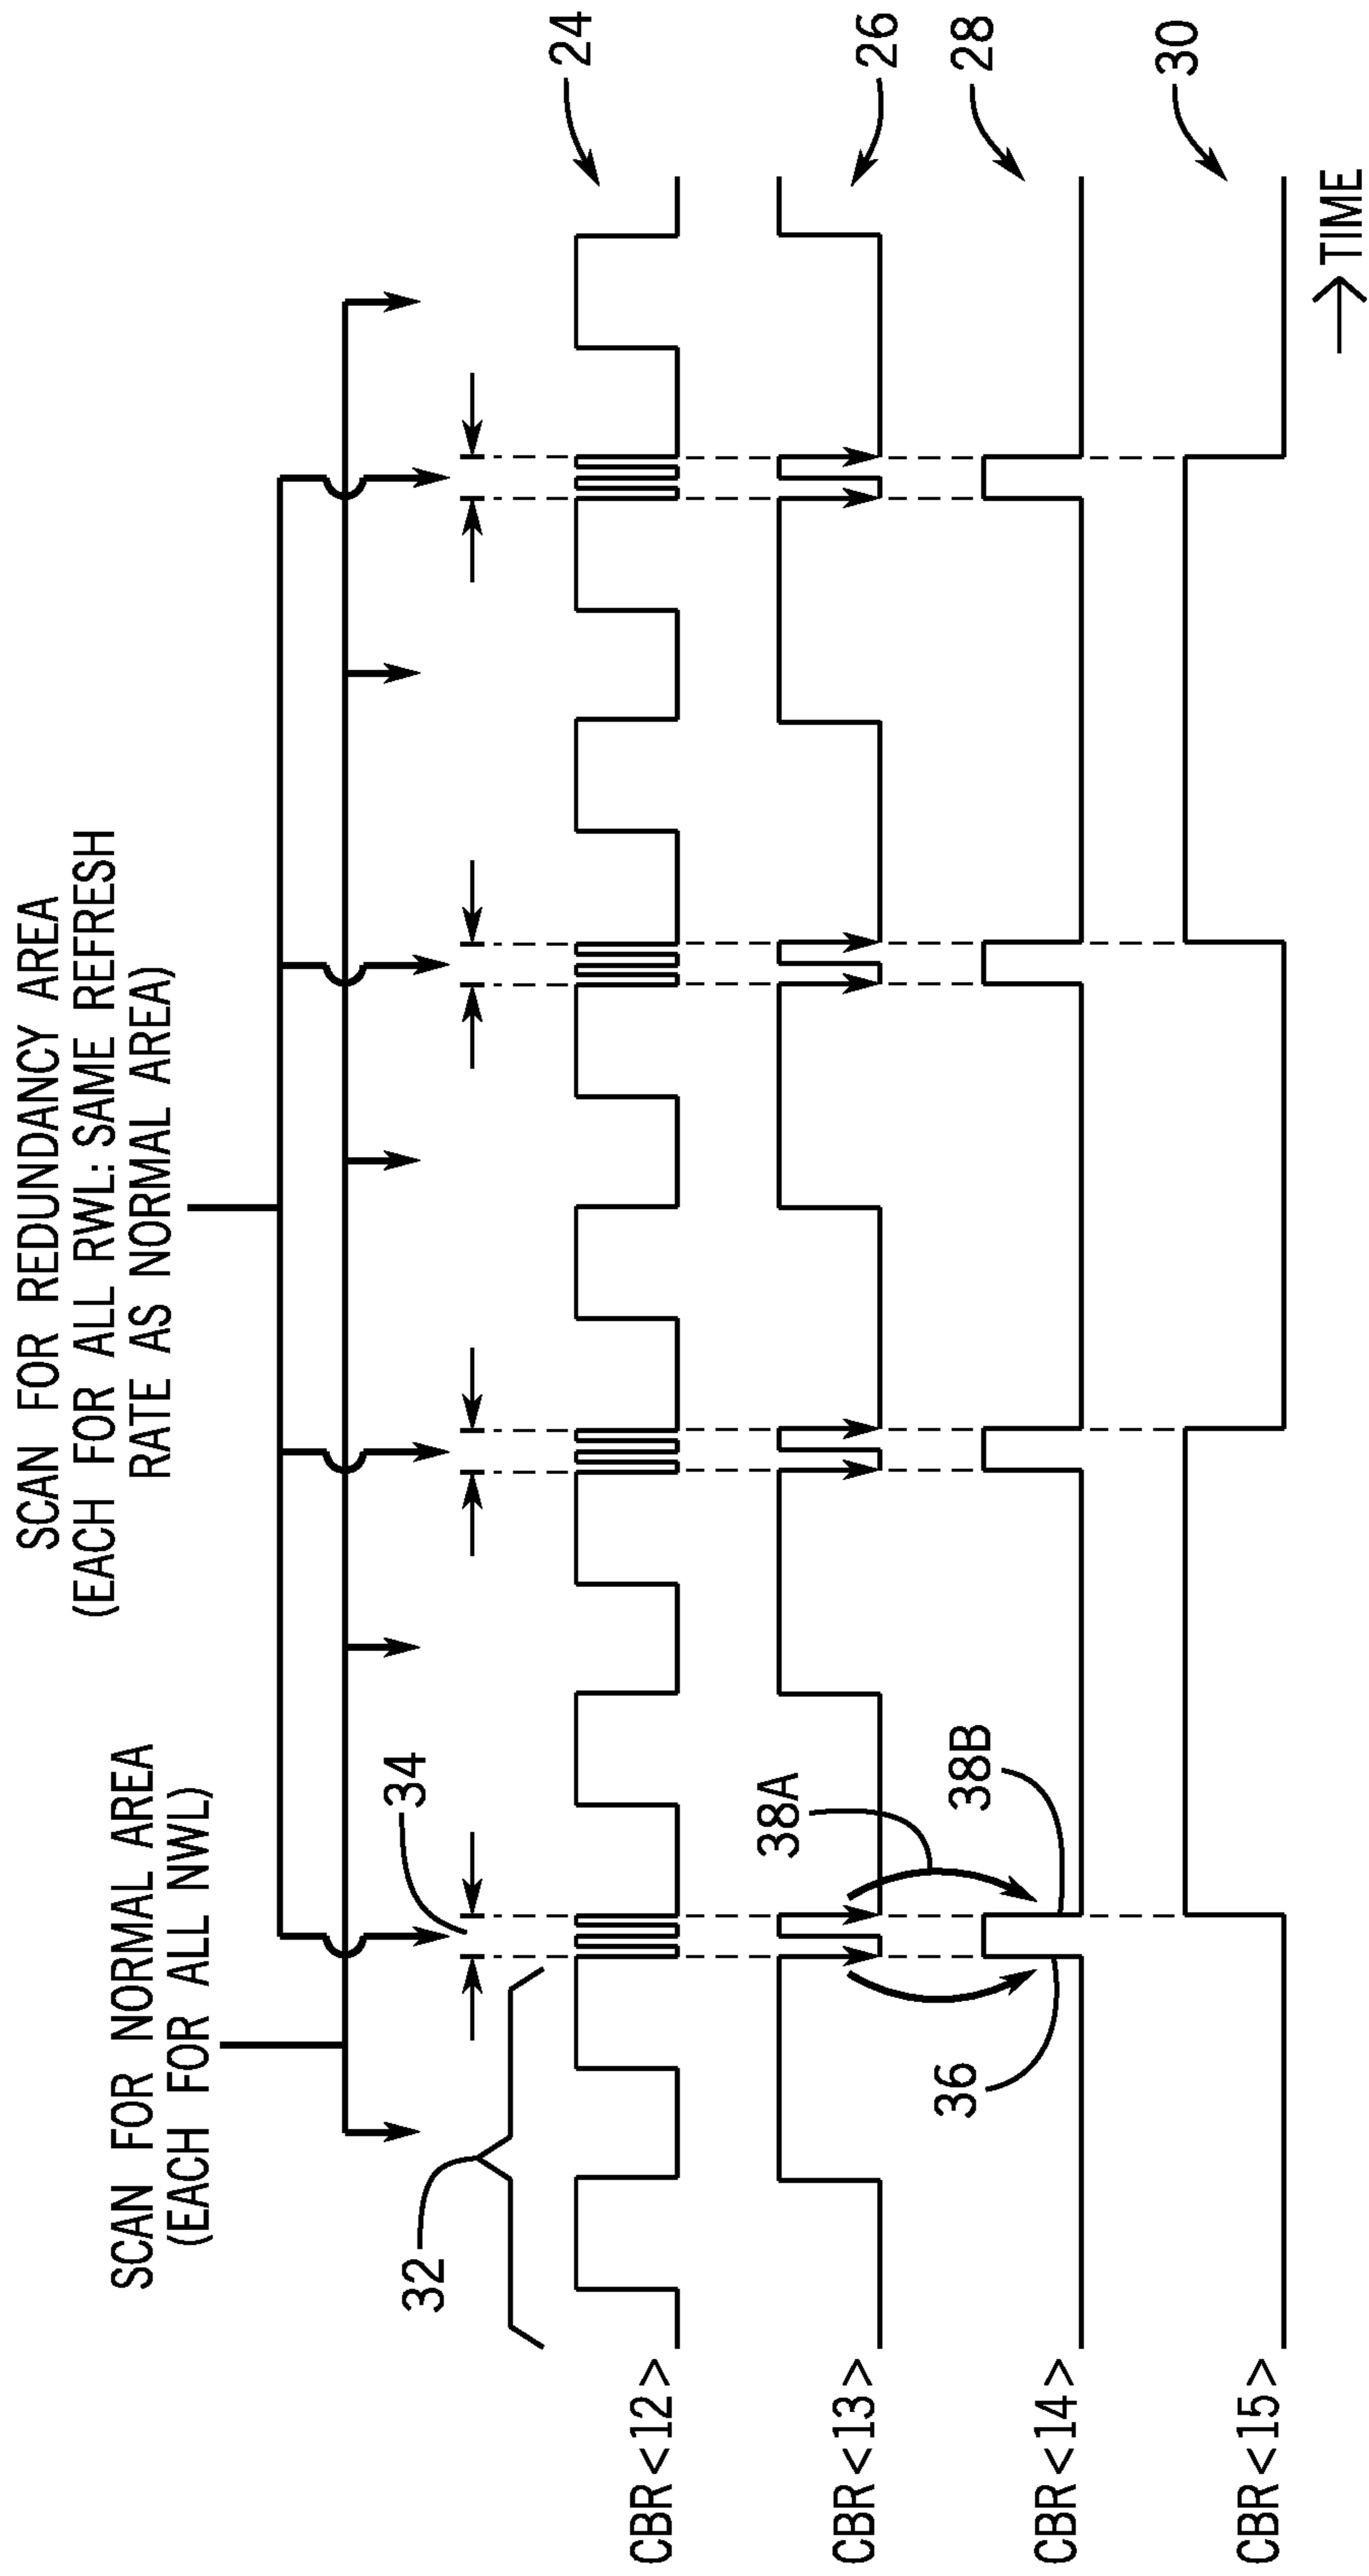 SCAN FOR REDUNDANCY AREA
(EACH FOR ALL RWL: SAME REFRESH
RATE AS NORMAL AREA)
SCAN FOR NORMAL AREA
(EACH FOR ALL NWL)
32
34
24
CBR<12>
26
CBR<13>
38A
28
CBR<14>
36
38B
30
CBR<15>
TIME